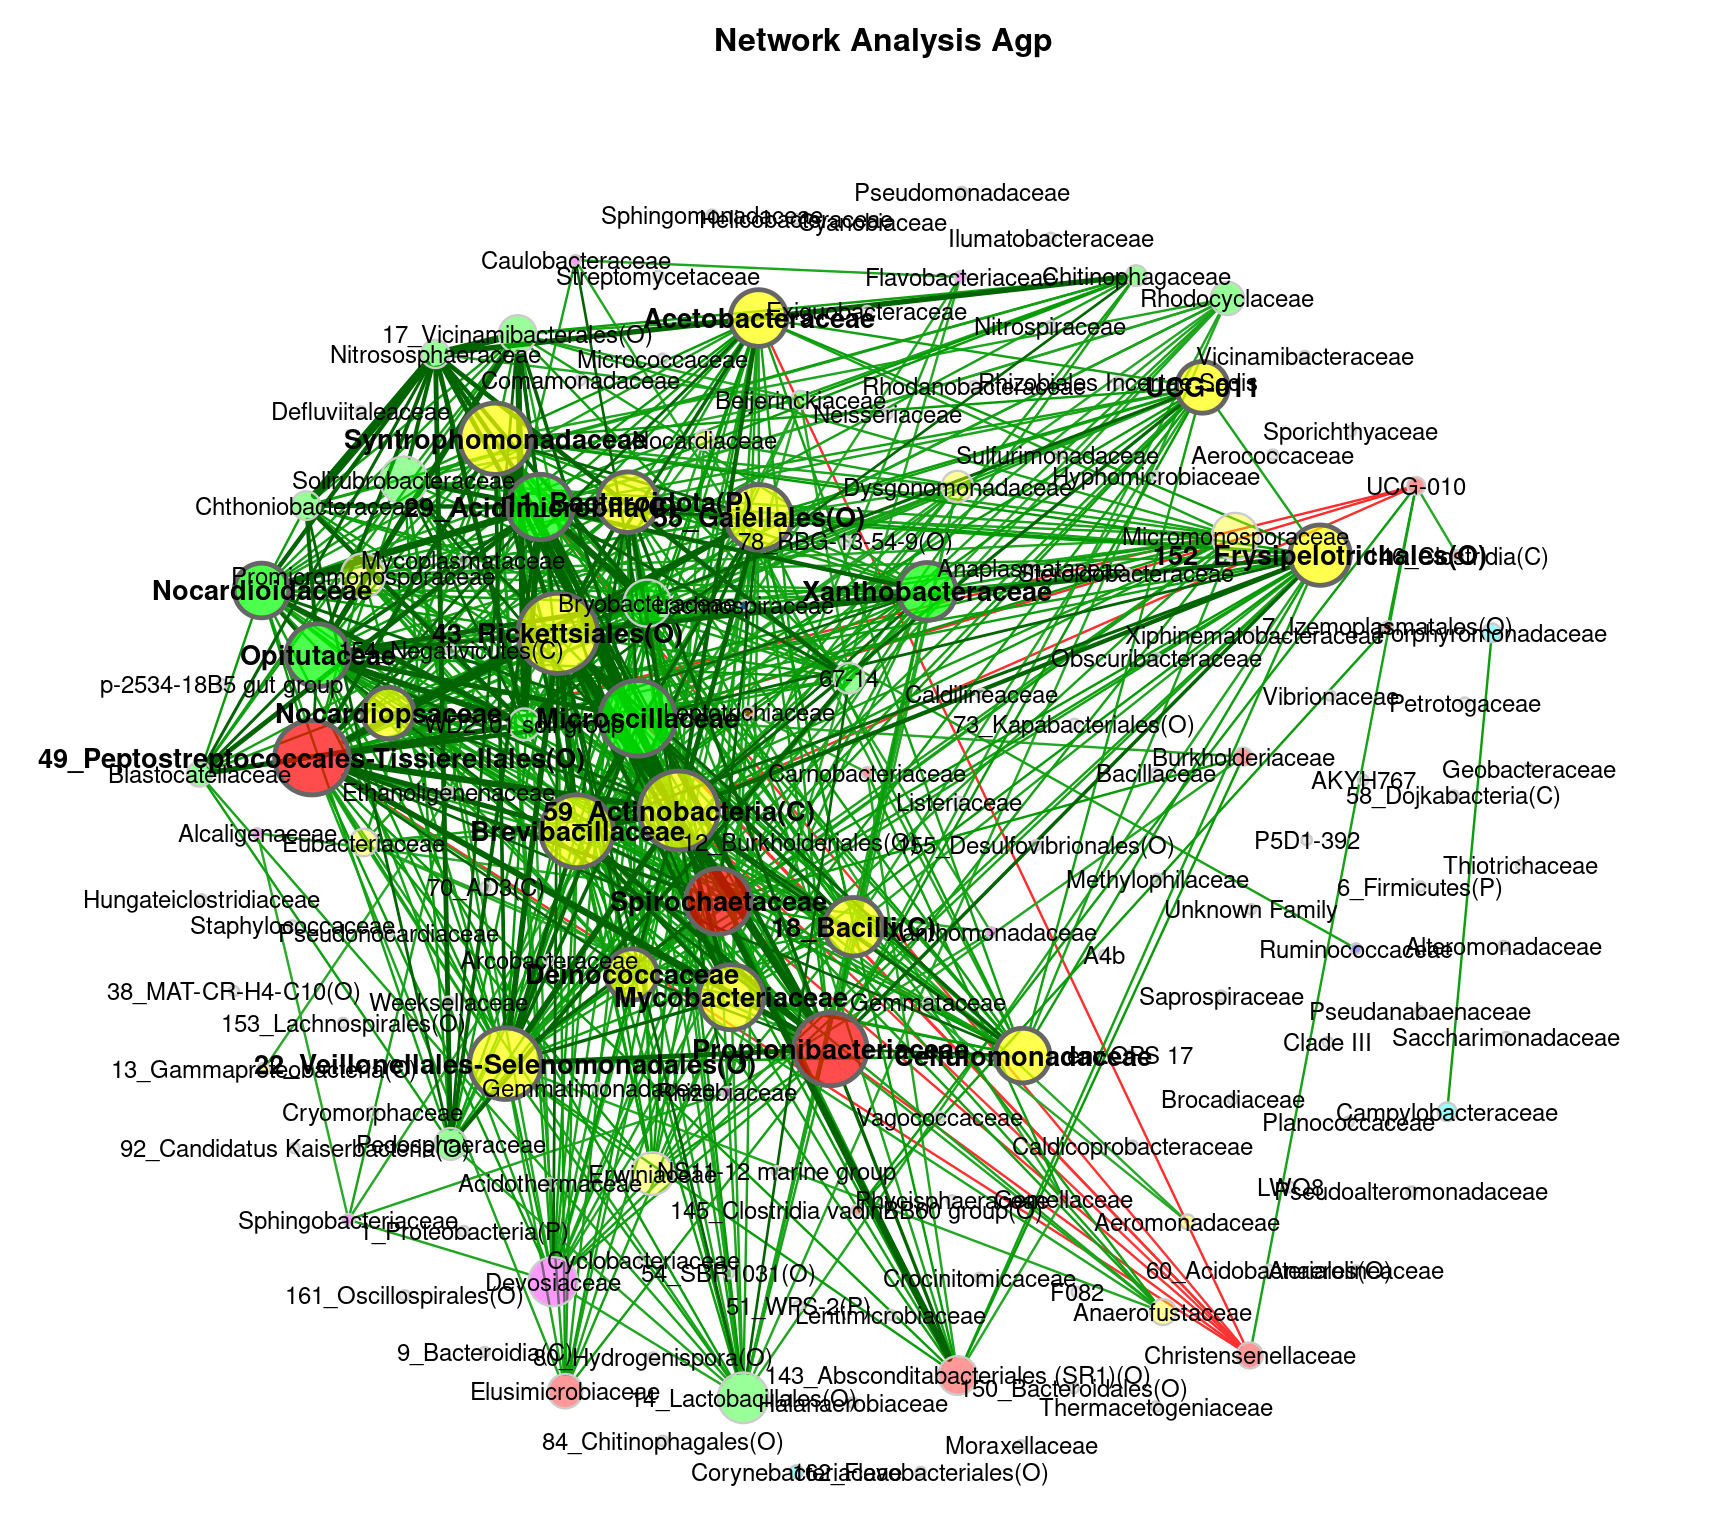 Network Analysis Agp
Pseudomonadaceae
Sphingomonadaceae
Helicobacteraceae
Cyanobiaceae
Ilumatobacteraceae
Caulobacteraceae
Streptomycetaceae
Flavobacteriaceae
Chitinophagaceae
Rhodocyclaceae
Exiguobacteraceae
Acetobacteraceae
Nitrospiraceae
17_Vicinamibacterales(O)
Nitrososphaeraceae
Micrococcaceae
Vicinamibacteraceae
Comamonadaceae
Rhodanobacteraceae
Rhizobiales Incertae Sedis
UCG-011
Beijerinckiaceae
Neisseriaceae
Defluviitaleaceae
Syntrophomonadaceae
Nocardiaceae
Sporichthyaceae
Sulfurimonadaceae
Aerococcaceae
Hyphomicrobiaceae
Solirubrobacteraceae
Dysgonomonadaceae
UCG-010
Chthoniobacteraceae
11_Bacteroidota(P)
55_Gaiellales(O)
78_RBG-13-54-9(O)
Micromonosporaceae
152_Erysipelotrichales(O)
Mycoplasmataceae
Promicromonosporaceae
Anaplasmataceae
Steroidobacteraceae
Nocardioidaceae
Xanthobacteraceae
Bryobacteraceae
Lachnospiraceae
43_Rickettsiales(O)
7_Izemoplasmatales(O)
Xiphinematobacteraceae
Porphyromonadaceae
Opitutaceae
Obscuribacteraceae
67-14
p-2534-18B5 gut group
Caldilineaceae
Vibrionaceae
Petrotogaceae
Nocardiopsaceae
WD2101 soil group
Microscillaceae
Leptotrichiaceae
73_Kapabacteriales(O)
49_Peptostreptococcales-Tissierellales(O)
Burkholderiaceae
Blastocatellaceae
Carnobacteriaceae
Bacillaceae
Geobacteraceae
AKYH767
58_Dojkabacteria(C)
Ethanoligenenaceae
Listeriaceae
59_Actinobacteria(C)
Brevibacillaceae
Alcaligenaceae
Eubacteriaceae
12_Burkholderiales(O)
155_Desulfovibrionales(O)
P5D1-392
Thiotrichaceae
Methylophilaceae
6_Firmicutes(P)
70_AD3(C)
Hungateiclostridiaceae
Spirochaetaceae
Unknown Family
Staphylococcaceae
Pseudonocardiaceae
18_Bacilli(C)
Xanthomonadaceae
Ruminococcaceae
Alteromonadaceae
A4b
Arcobacteraceae
Deinococcaceae
38_MAT-CR-H4-C10(O)
Weeksellaceae
Mycobacteriaceae
Gemmataceae
Saprospiraceae
Pseudanabaenaceae
153_Lachnospirales(O)
Saccharimonadaceae
Clade III
Propionibacteriaceae
Cellulomonadaceae
22_Veillonellales-Selenomonadales(O)
13_Gammaproteobacteria(C)
Gemmatimonadaceae
Rhizobiaceae
Brocadiaceae
Cryomorphaceae
Campylobacteraceae
Planococcaceae
Vagococcaceae
92_Candidatus Kaiserbacteria(O)
Pedosphaeraceae
Caldicoprobacteraceae
Erwiniaceae
NS11-12 marine group
Acidothermaceae
LWQ8
Pseudoalteromonadaceae
Phycisphaeraceae
Gemellaceae
145_Clostridia vadinBB60 group(O)
Sphingobacteriaceae
1_Proteobacteria(P)
Aeromonadaceae
Cyclobacteriaceae
54_SBR1031(O)
Devosiaceae
60_Acidobacteriales(O)
Anaerolineaceae
Crocinitomicaceae
F082
161_Oscillospirales(O)
51_WPS-2(P)
Lentimicrobiaceae
Anaerofustaceae
9_Bacteroidia(C)
80_Hydrogenispora(O)
Christensenellaceae
143_Absconditabacteriales (SR1)(O)
150_Bacteroidales(O)
Elusimicrobiaceae
14_Lactobacillales(O)
Halanaerobiaceae
Thermacetogeniaceae
84_Chitinophagales(O)
Moraxellaceae
Corynebacteriaceae
162_Flavobacteriales(O)